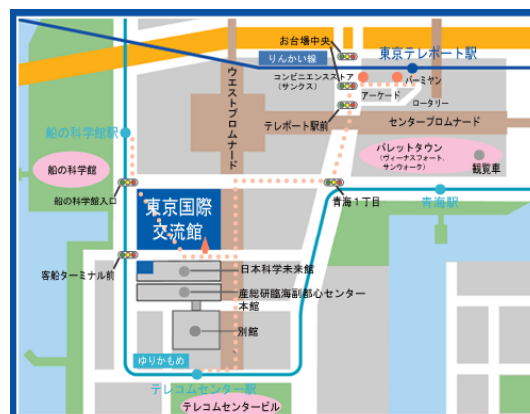 お台場中央
りんかい線
東京テレポート駅
コンビニエンスストア
(サンクス)
バーミヤン
アーケード
ロータリー
ウエストプロムナード
テレポート駅前
センタープロムナード
船の科学館駅
パレットタウン
(ヴィーナスフォート、
サンウォーク)
観覧車
船の科学館
船の科学館入口
青海1丁目
青海駅
東京国際
交流館
客船ターミナル前
日本科学未来館
産総研臨海副都心センター
本館
別館
ゆりかもめ
テレコムセンター駅
テレコムセンタービル